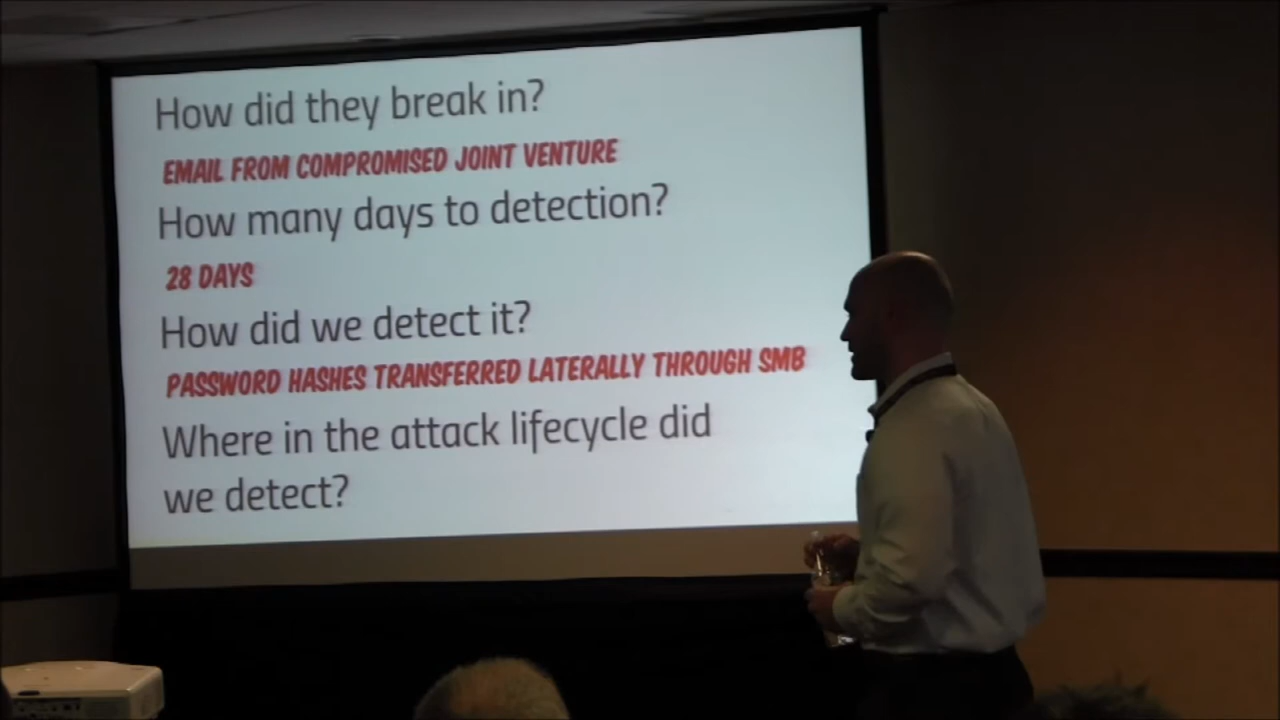 How did they break in?
EMAIL FROM COMPROMISED JOINT VENTURE
How many days to detection?
28 DAYS
How did we detect it?
PASSWORD HASHES TRANSFERRED LATERALLY THROUGH SMB
Where in the attack lifecycle did
we detect?